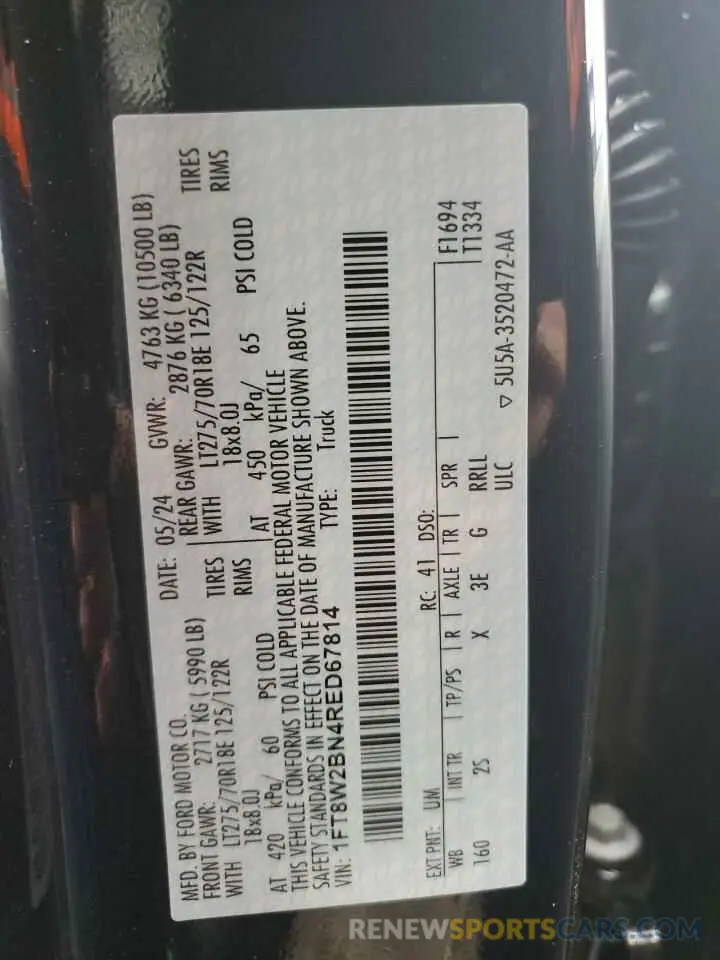 MFD. BY FORD MOTOR CO.
DATE: 05/24 GVWR: 4763 KG (10500 LB)
FRONT GAWR: 2717 KG ( 5990 LB) REAR GAWR: 2876 KG ( 6340 LB)
WITH LT275/70R18E 125/122R TIRES WITH LT275/70R18E 125/122R TIRES
18x8.0J RIMS 18x8.0J RIMS
AT 420 kPa/ 60 PSI COLD AT 450 kPa/ 65 PSI COLD
THIS VEHICLE CONFORMS TO ALL APPLICABLE FEDERAL MOTOR VEHICLE
SAFETY STANDARDS IN EFFECT ON THE DATE OF MANUFACTURE SHOWN ABOVE.
VIN: 1FT8W2BN4RED67814 TYPE: Truck
EXT PNT: UM RC: 41 DSO: F1694
WB INT TR TP/PS R AXLE TR SPR T1334
160 2S X 3E G RRLL
ULC ▽ 5U5A-3520472-AA
RENEWSPORTSCARS.COM